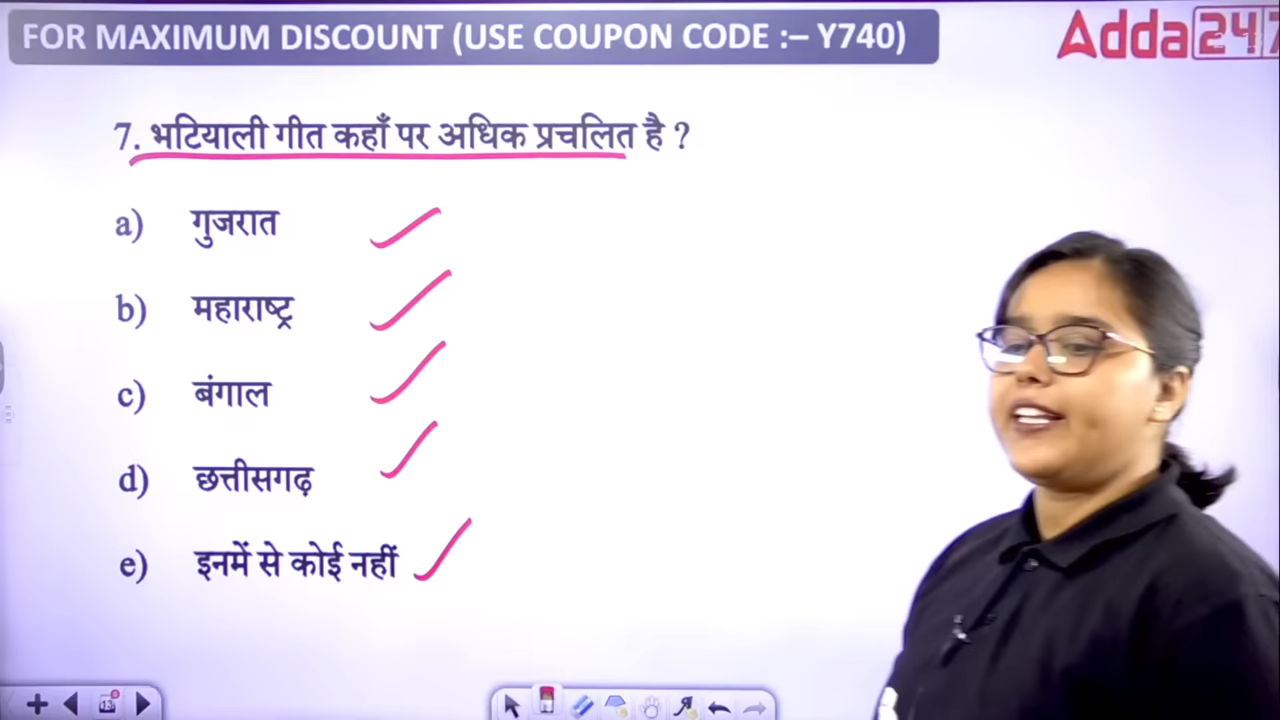 FOR MAXIMUM DISCOUNT (USE COUPON CODE :– Y740)
Adda247
7. भटियाली गीत कहाँ पर अधिक प्रचलित है ?
a) गुजरात
b) महाराष्ट्र
c) बंगाल
d) छत्तीसगढ़
e) इनमें से कोई नहीं
13